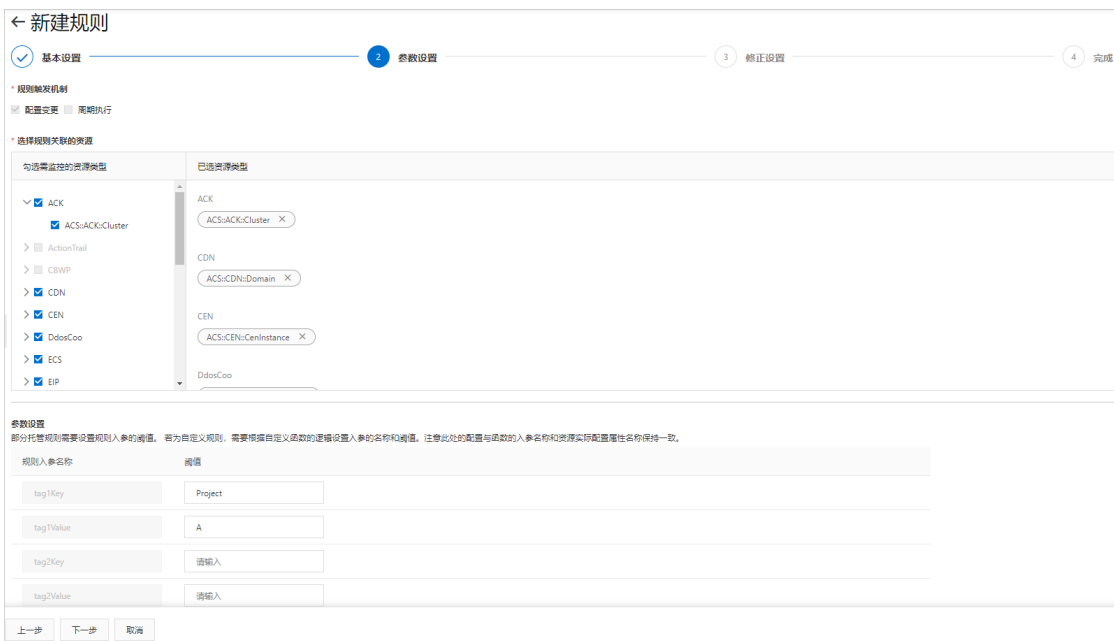 ← 新建规则
基本设置
2 参数设置
3 修正设置
4 完成
* 规则触发机制
配置变更 周期执行
* 选择规则关联的资源
勾选需监控的资源类型
已选资源类型
ACK
ACS::ACK::Cluster
ActionTrail
CBWP
CDN
CEN
DdosCoo
ECS
EIP
ACK
ACS::ACK::Cluster ×
CDN
ACS::CDN::Domain ×
CEN
ACS::CEN::CenInstance ×
DdosCoo
参数设置
部分托管规则需要设置规则入参的阈值。 若为自定义规则，需要根据自定义函数的逻辑设置入参的名称和阈值。注意此处的配置与函数的入参名称和资源实际配置属性名称保持一致。
规则入参名称 阈值
tag1Key Project
tag1Value A
tag2Key 请输入
tag2Value 请输入
上一步 下一步 取消